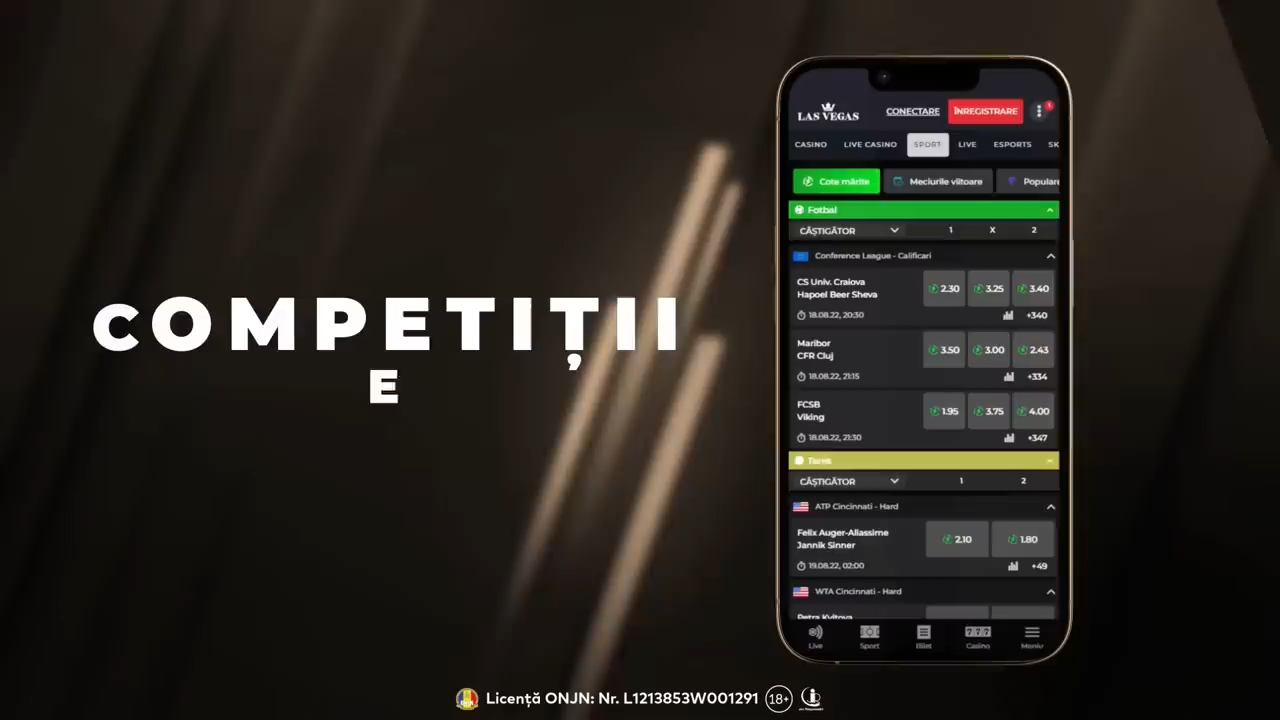 COMPETIȚII
E
LAS VEGAS
CONECTARE
ÎNREGISTRARE
CASINO LIVE CASINO SPORT LIVE ESPORTS SK
Cote mărite Meciurile viitoare Populare
Fotbal
CÂȘTIGĂTOR 1 X 2
Conference League - Calificari
CS Univ. Craiova
Hapoel Beer Sheva
2.30 3.25 3.40
18.08.22, 20:30 +340
Maribor
CFR Cluj
3.50 3.00 2.43
18.08.22, 21:15 +334
FCSB
Viking
1.95 3.75 4.00
18.08.22, 21:30 +347
Tenis
CÂȘTIGĂTOR 1 2
ATP Cincinnati - Hard
Felix Auger-Aliassime
Jannik Sinner
2.10 1.80
19.08.22, 02:00 +49
WTA Cincinnati - Hard
Petra Kvitova
Live Sport Bilet Casino Meniu
Licență ONJN: Nr. L1213853W001291 18+